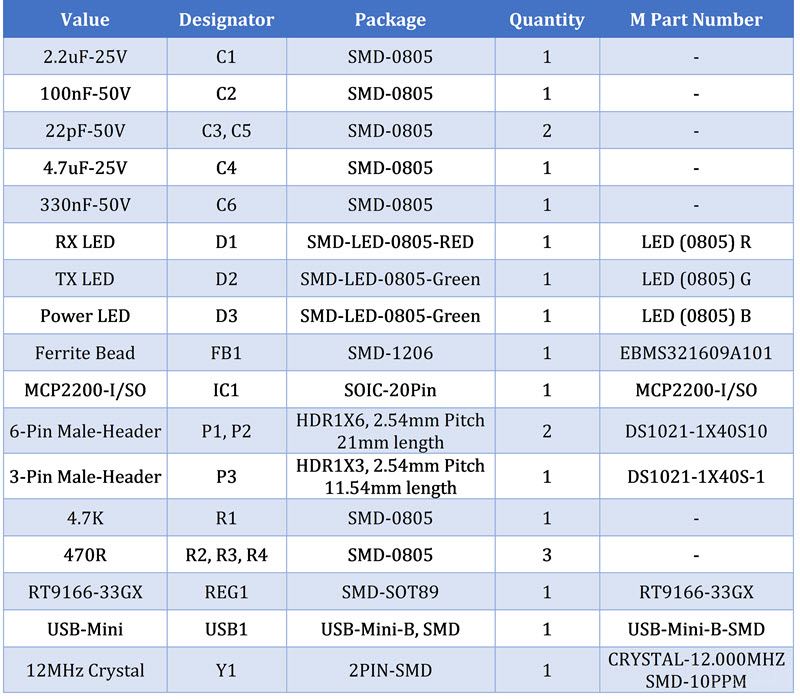 Value Designator Package Quantity M Part Number
2.2uF-25V C1 SMD-0805 1 -
100nF-50V C2 SMD-0805 1 -
22pF-50V C3, C5 SMD-0805 2 -
4.7uF-25V C4 SMD-0805 1 -
330nF-50V C6 SMD-0805 1 -
RX LED D1 SMD-LED-0805-RED 1 LED (0805) R
TX LED D2 SMD-LED-0805-Green 1 LED (0805) G
Power LED D3 SMD-LED-0805-Green 1 LED (0805) B
Ferrite Bead FB1 SMD-1206 1 EBMS321609A101
MCP2200-I/SO IC1 SOIC-20Pin 1 MCP2200-I/SO
6-Pin Male-Header P1, P2 HDR1X6, 2.54mm Pitch
21mm length 2 DS1021-1X40S10
3-Pin Male-Header P3 HDR1X3, 2.54mm Pitch
11.54mm length 1 DS1021-1X40S-1
4.7K R1 SMD-0805 1 -
470R R2, R3, R4 SMD-0805 3 -
RT9166-33GX REG1 SMD-SOT89 1 RT9166-33GX
USB-Mini USB1 USB-Mini-B, SMD 1 USB-Mini-B-SMD
12MHz Crystal Y1 2PIN-SMD 1 CRYSTAL-12.000MHZ
SMD-10PPM